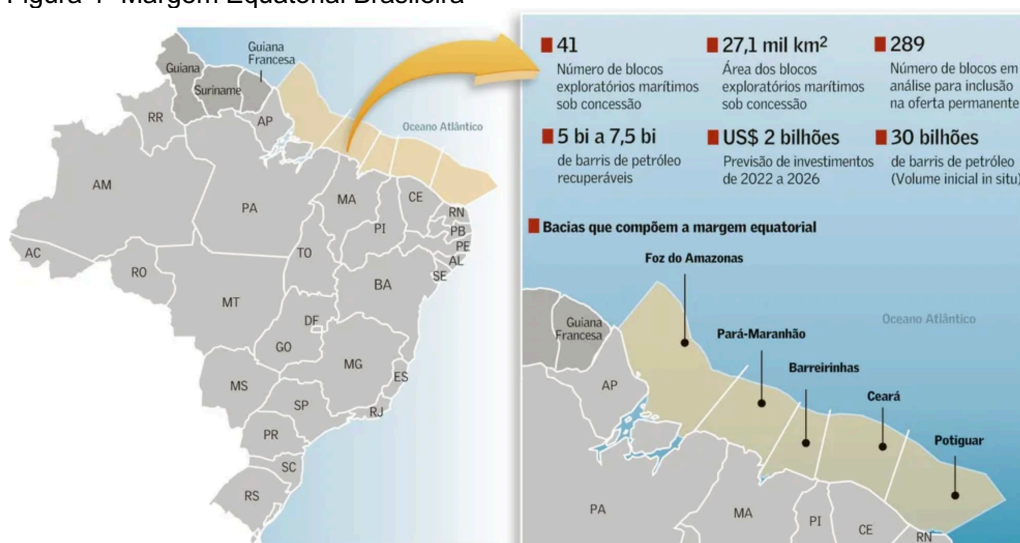 Figura 1- Margem Equatorial Brasileira
Guiana
Francesa
Guiana
Suriname
RR
AP
Oceano Atlântico
AM
PA
MA
CE
RN
PB
PE
AL
SE
PI
AC
RO
TO
BA
MT
DF
GO
MG
ES
MS
SP
RJ
PR
SC
RS
41
Número de blocos
exploratórios marítimos
sob concessão
27,1 mil km²
Área dos blocos
exploratórios marítimos
sob concessão
289
Número de blocos em
análise para inclusão
na oferta permanente
5 bi a 7,5 bi
de barris de petróleo
recuperáveis
US$ 2 bilhões
Previsão de investimentos
de 2022 a 2026
30 bilhões
de barris de petróleo
(Volume inicial in situ)
Bacias que compõem a margem equatorial
Foz do Amazonas
Guiana
Francesa
Oceano Atlântico
Pará-Maranhão
Barreirinhas
AP
Ceará
Potiguar
PA
MA
PI
CE
RN